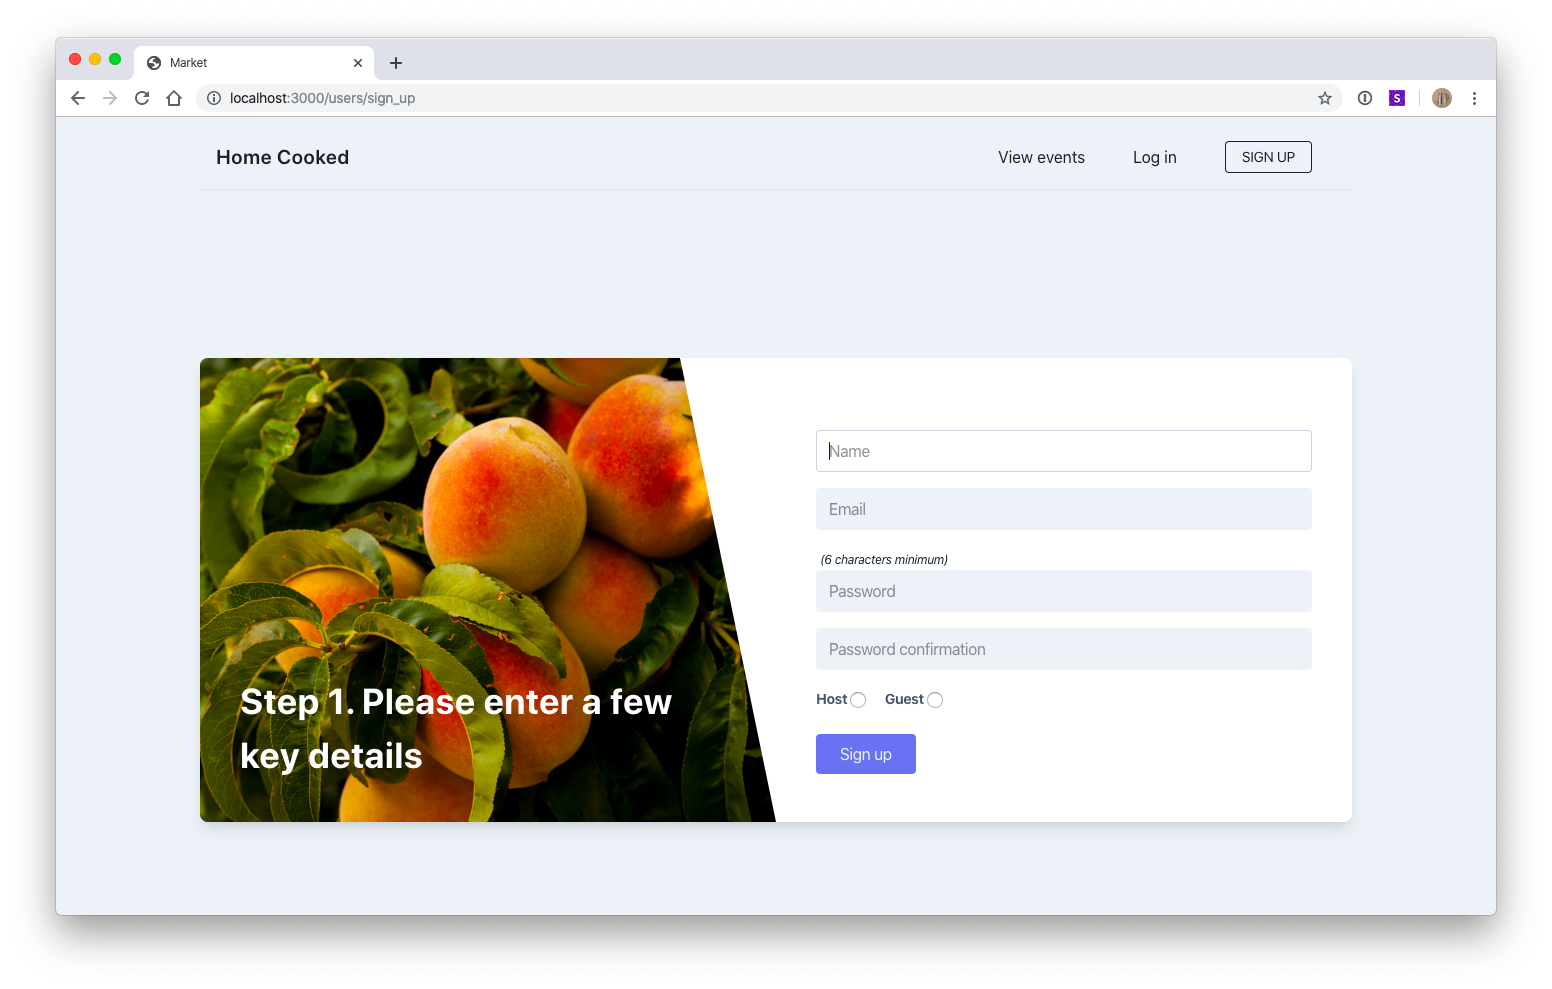 Market
localhost:3000/users/sign_up
S
Home Cooked
View events
Log in
SIGN UP
Step 1. Please enter a few
key details
Name
Email
(6 characters minimum)
Password
Password confirmation
Host
Guest
Sign up